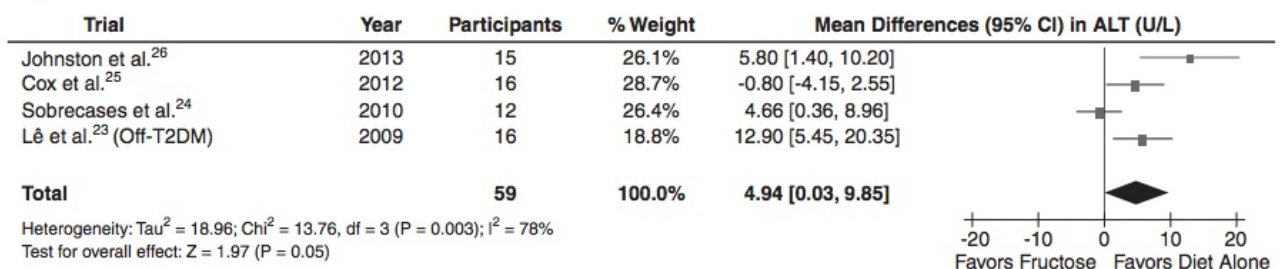 Trial Year Participants % Weight Mean Differences (95% CI) in ALT (U/L)
Johnston et al.26 2013 15 26.1% 5.80 [1.40, 10.20]
Cox et al.25 2012 16 28.7% -0.80 [-4.15, 2.55]
Sobrecases et al.24 2010 12 26.4% 4.66 [0.36, 8.96]
Lê et al.23 (Off-T2DM) 2009 16 18.8% 12.90 [5.45, 20.35]
Total 59 100.0% 4.94 [0.03, 9.85]
Heterogeneity: Tau2 = 18.96; Chi2 = 13.76, df = 3 (P = 0.003); I2 = 78%
Test for overall effect: Z = 1.97 (P = 0.05)
-20 -10 0 10 20
Favors Fructose Favors Diet Alone